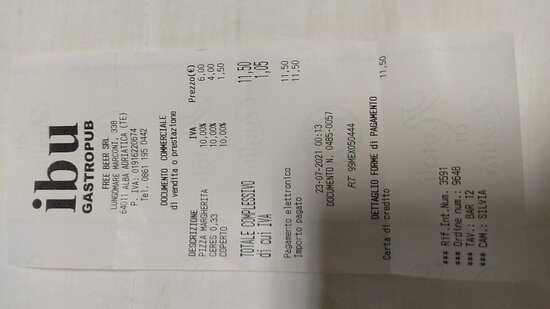 ibu
GASTROPUB
FREE BEER SRL
LUNGOMARE MARCONI, 338
64011 ALBA ADRIATICA (TE)
P. IVA: 01916220674
Tel. 0861 195 0442
DOCUMENTO COMMERCIALE
di vendita o prestazione
DESCRIZIONE IVA Prezzo(€)
PIZZA MARGHERITA 10,00% 6,00
CERES 0,33 10,00% 4,00
COPERTO 10,00% 1,50
TOTALE COMPLESSIVO 11,50
di cui IVA 1,05
Pagamento elettronico 11,50
Importo pagato 11,50
23-07-2021 00:13
DOCUMENTO N. 0485-0057
RT 99MEX050444
DETTAGLIO FORME di PAGAMENTO
Carta di credito 11,50
*** Rif.Int.Num. 3591
*** Ordine num.: 9648
*** TAV.: BAR 12
*** CAM.: SILVIA